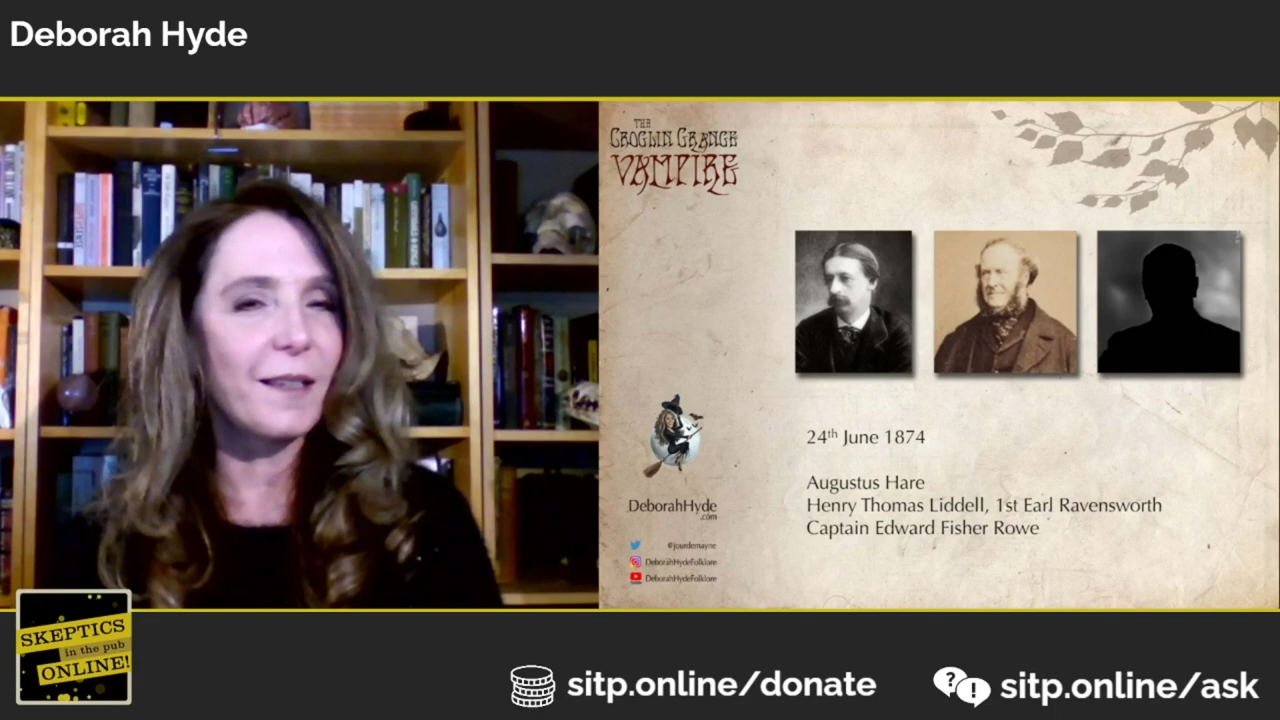 Deborah Hyde
THE
CROGLIN GRANGE
VAMPIRE
24th June 1874
Augustus Hare
Henry Thomas Liddell, 1st Earl Ravensworth
Captain Edward Fisher Rowe
DeborahHyde
.com
@jourdemayne
DeborahHydeFolklore
DeborahHydeFolklore
SKEPTICS
in the pub
ONLINE!
sitp.online/donate
? !
sitp.online/ask